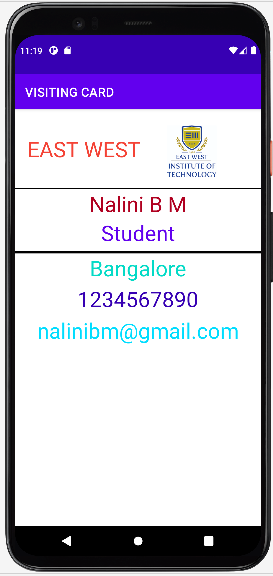 11:19
VISITING CARD
EAST WEST
EAST WEST
INSTITUTE OF
TECHNOLOGY
Nalini B M
Student
Bangalore
1234567890
nalinibm@gmail.com